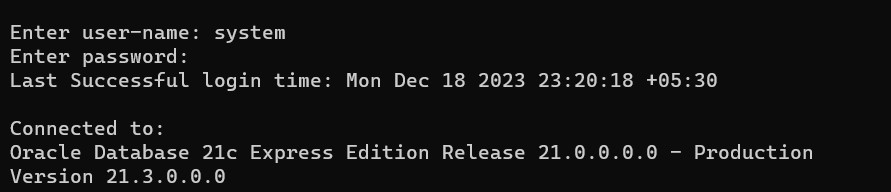 Enter user-name: system
Enter password:
Last Successful login time: Mon Dec 18 2023 23:20:18 +05:30
Connected to:
Oracle Database 21c Express Edition Release 21.0.0.0.0 - Production
Version 21.3.0.0.0